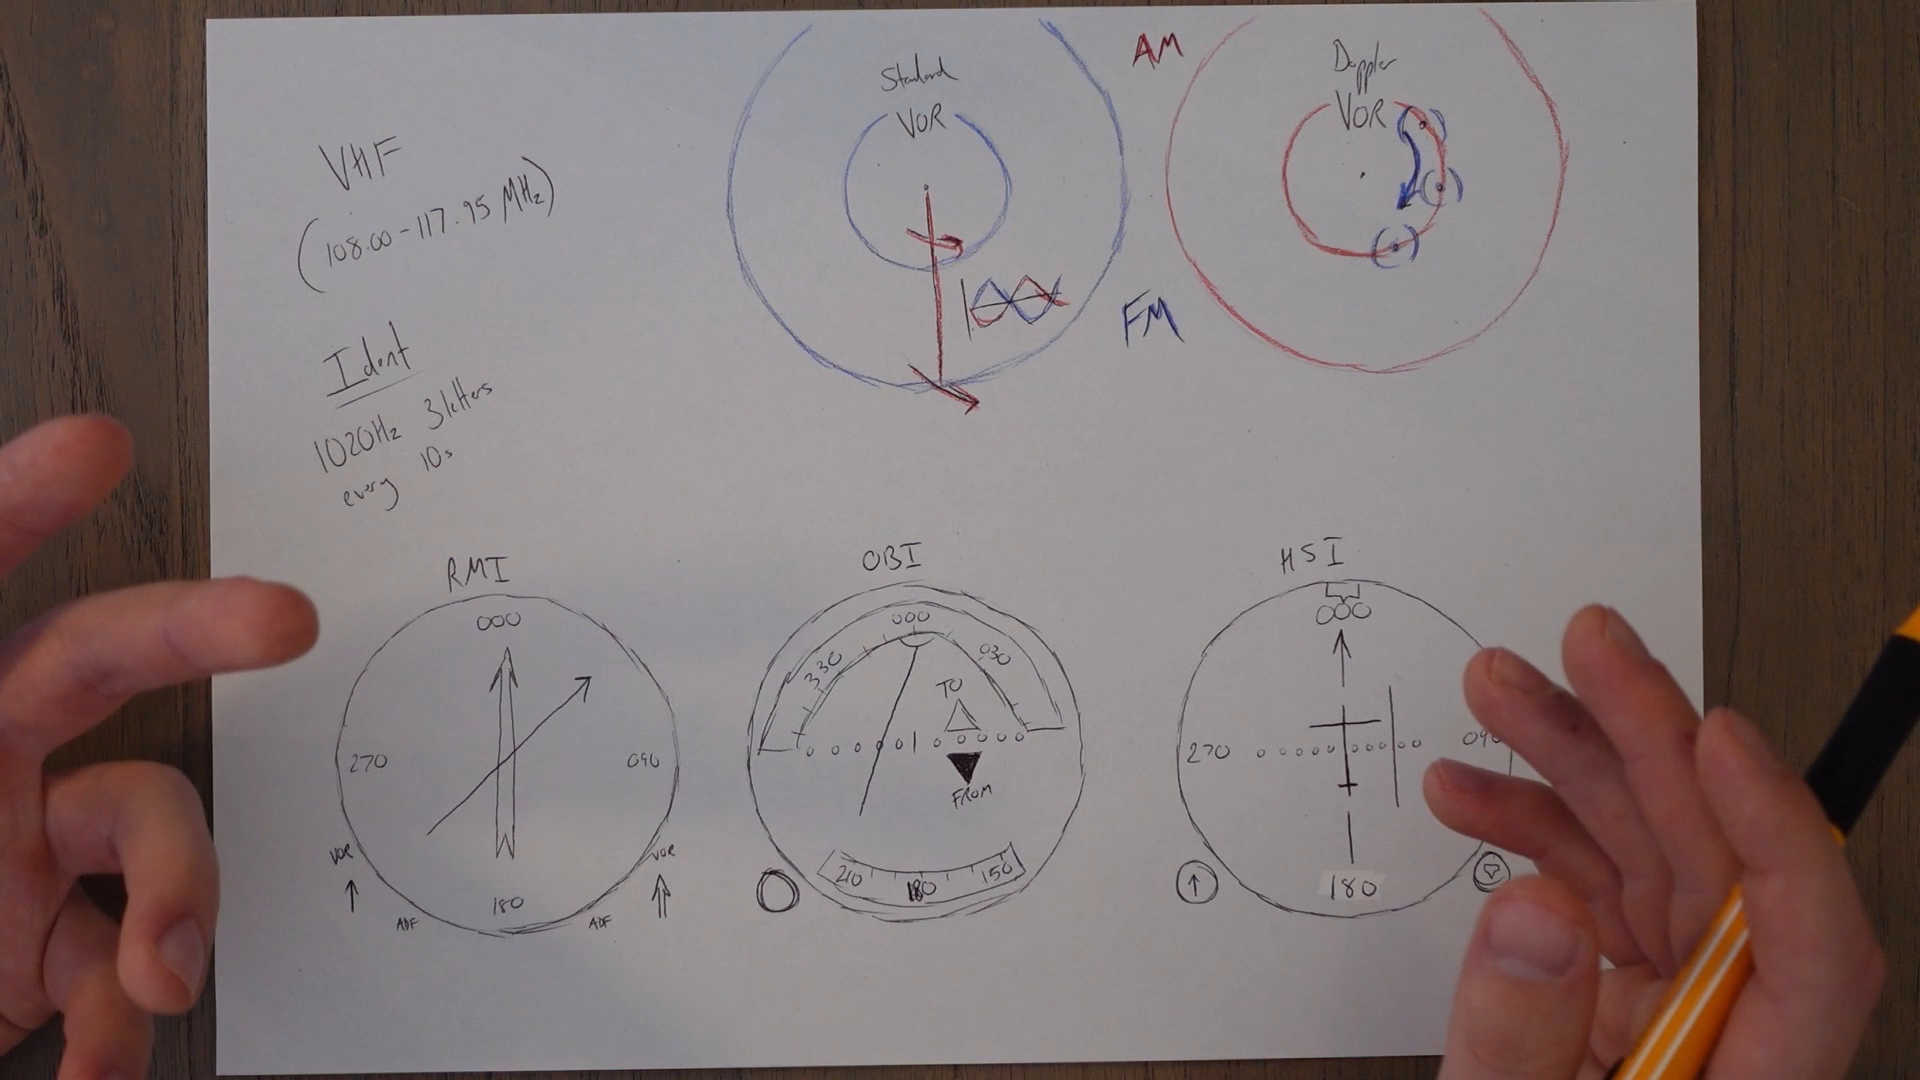 Standard
VOR
AM
Doppler
VOR
VHF
(108.00-117.95 MHz)
FM
Ident
1020Hz 3 letters
every 10s
RMI
000
270
090
180
VOR
ADF
ADF
VOR
OBI
000
330
030
TO
FROM
210
180
150
HSI
000
270
090
180